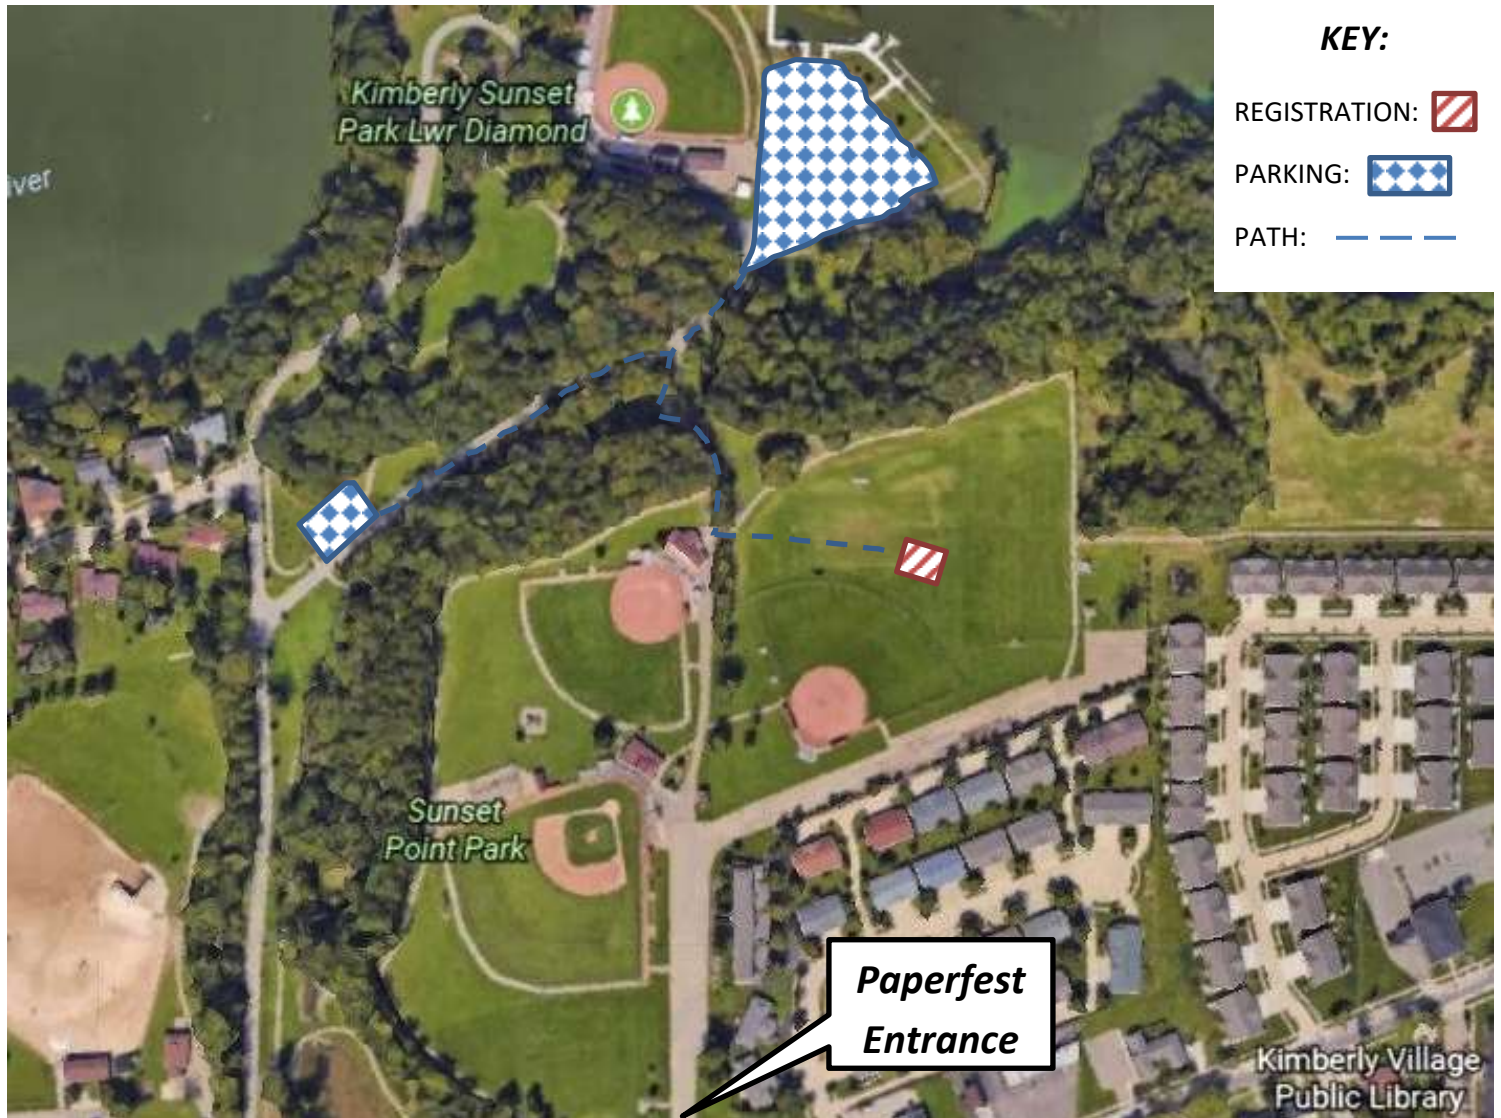 KEY:
REGISTRATION:
PARKING:
PATH:
Kimberly Sunset
Park Lwr Diamond
iver
Sunset
Point Park
Paperfest
Entrance
Kimberly Village
Public Library